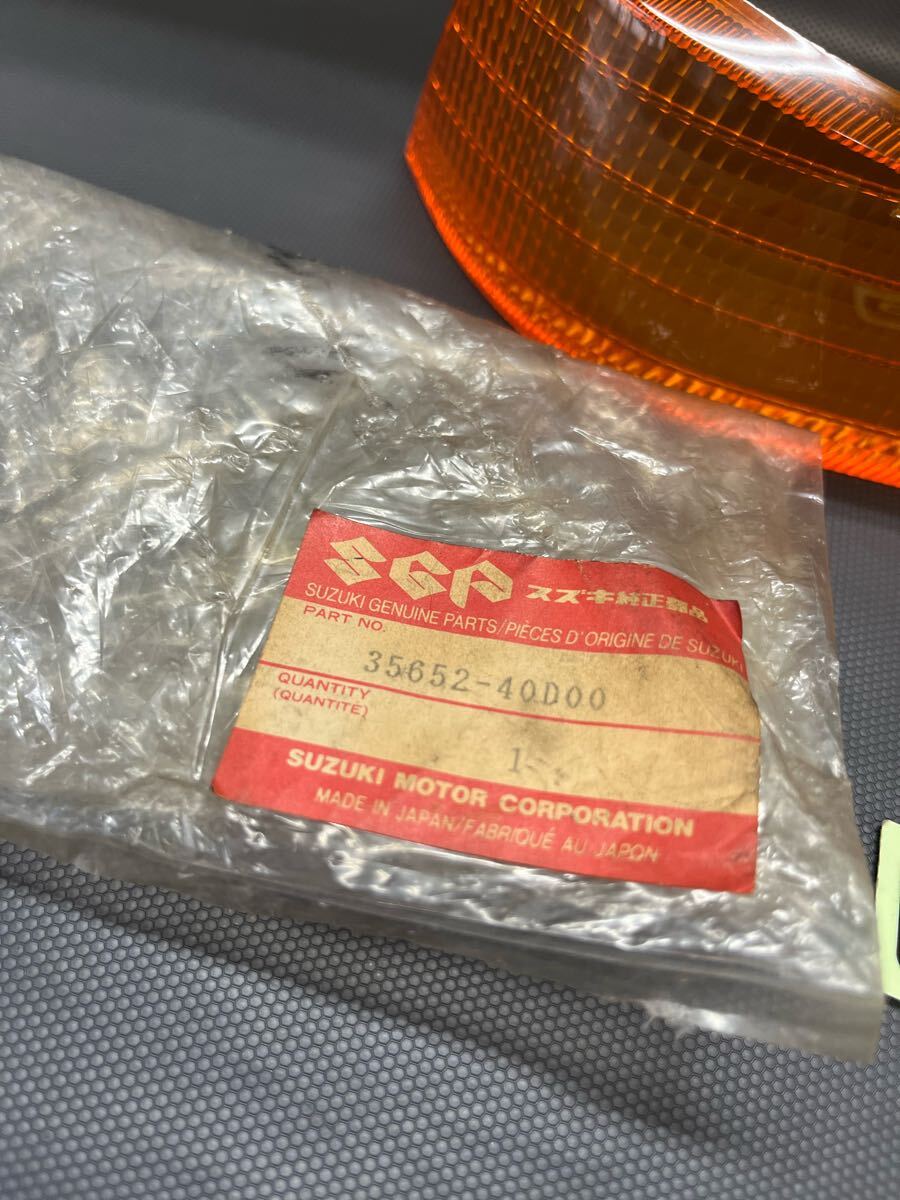 SGP スズキ純正部品
SUZUKI GENUINE PARTS/PIÈCES D'ORIGINE DE SUZUKI
PART NO.
35652-40D00
QUANTITY
(QUANTITÉ)
1
SUZUKI MOTOR CORPORATION
MADE IN JAPAN/FABRIQUÉ AU JAPON